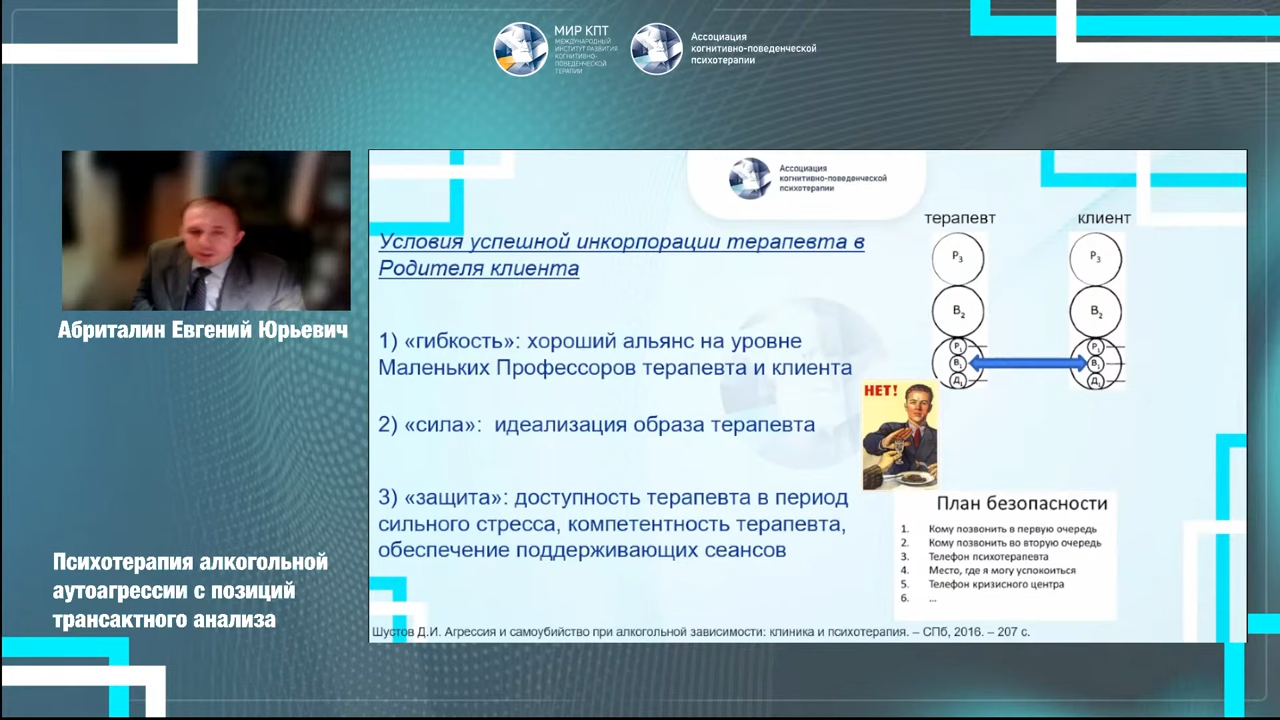 МИР КПТ
МЕЖДУНАРОДНЫЙ
ИНСТИТУТ РАЗВИТИЯ
КОГНИТИВНО-
ПОВЕДЕНЧЕСКОЙ
ТЕРАПИИ
Ассоциация
когнитивно-поведенческой
психотерапии
Абриталин Евгений Юрьевич
Психотерапия алкогольной
аутоагрессии с позиций
трансактного анализа
Ассоциация
когнитивно-поведенческой
психотерапии
Условия успешной инкорпорации терапевта в
Родителя клиента
1) «гибкость»: хороший альянс на уровне
Маленьких Профессоров терапевта и клиента
2) «сила»: идеализация образа терапевта
3) «защита»: доступность терапевта в период
сильного стресса, компетентность терапевта,
обеспечение поддерживающих сеансов
терапевт клиент
Р3 Р3
В2 В2
Р1 Р1
В1 В1
Д1 Д1
НЕТ!
План безопасности
1. Кому позвонить в первую очередь
2. Кому позвонить во вторую очередь
3. Телефон психотерапевта
4. Место, где я могу успокоиться
5. Телефон кризисного центра
6. ...
Шустов Д.И. Агрессия и самоубийство при алкогольной зависимости: клиника и психотерапия. – СПб, 2016. – 207 с.